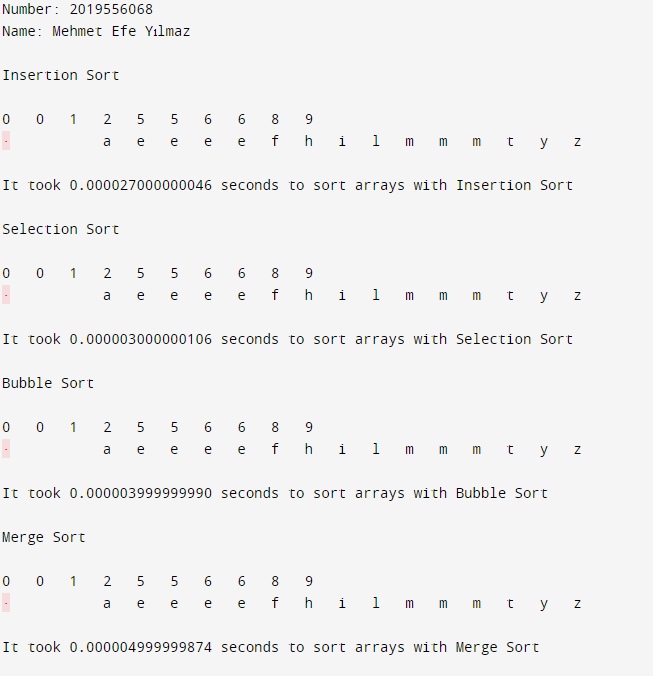 Number: 2019556068
Name: Mehmet Efe Yılmaz
Insertion Sort
0 0 1 2 5 5 6 6 8 9
· a e e e e f h i l m m m t y z
It took 0.000027000000046 seconds to sort arrays with Insertion Sort
Selection Sort
0 0 1 2 5 5 6 6 8 9
· a e e e e f h i l m m m t y z
It took 0.000003000000106 seconds to sort arrays with Selection Sort
Bubble Sort
0 0 1 2 5 5 6 6 8 9
· a e e e e f h i l m m m t y z
It took 0.000003999999990 seconds to sort arrays with Bubble Sort
Merge Sort
0 0 1 2 5 5 6 6 8 9
· a e e e e f h i l m m m t y z
It took 0.000004999999874 seconds to sort arrays with Merge Sort